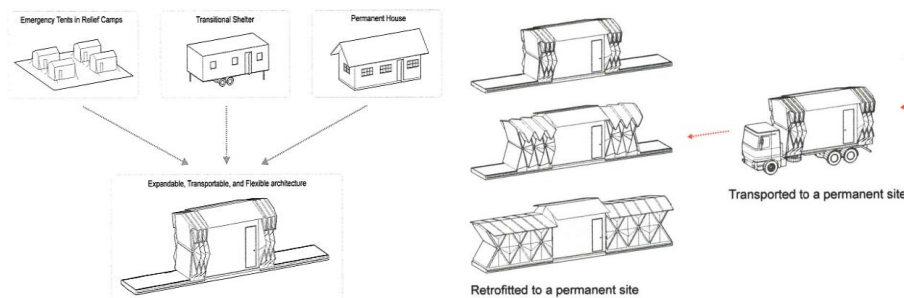 Emergency Tents in Relief Camps
Transitional Shelter
Permanent House
Expandable, Transportable, and Flexible architecture
Transported to a permanent site
Retrofitted to a permanent site